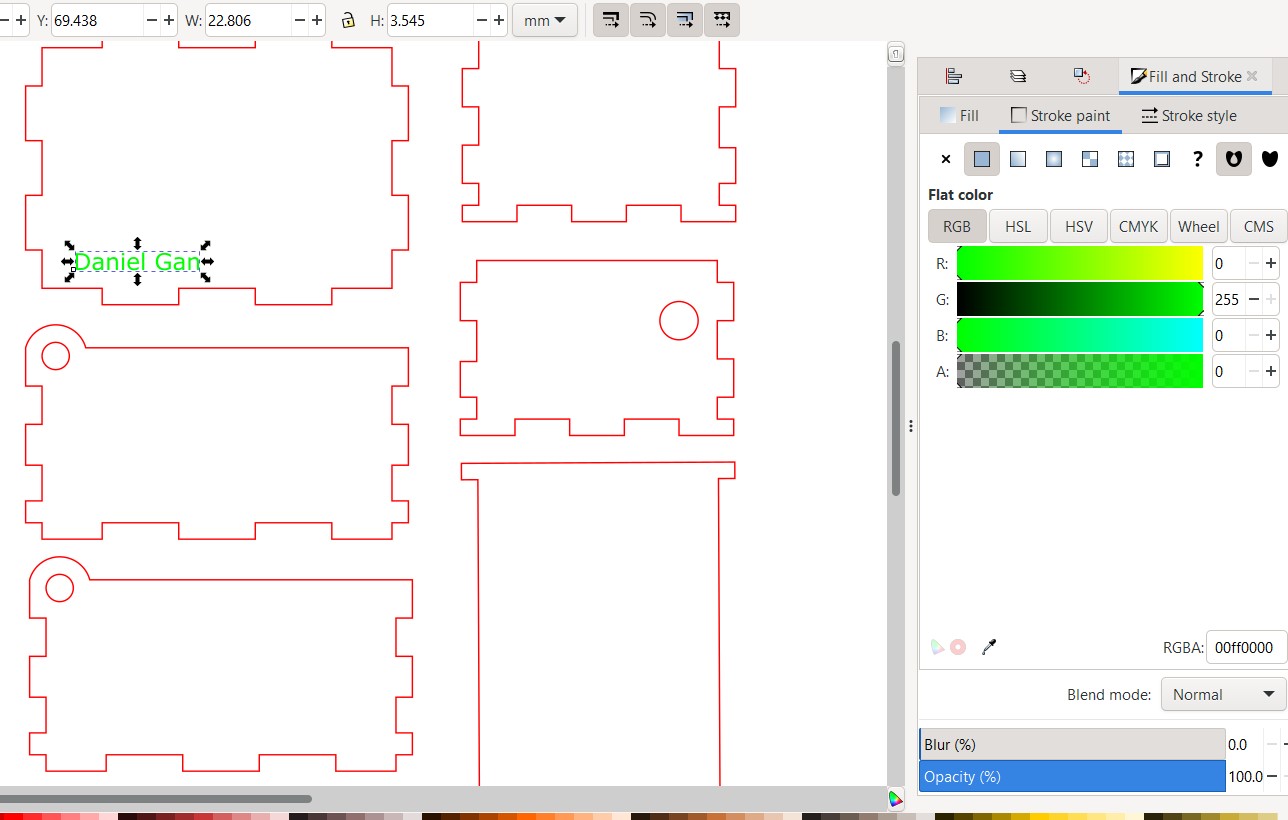 Y: 69.438 W: 22.806 H: 3.545 mm
Fill and Stroke
Fill Stroke paint Stroke style
?
Flat color
RGB HSL HSV CMYK Wheel CMS
R: 0
G: 255
B: 0
A: 0
Daniel Gan
RGBA: 00ff0000
Blend mode: Normal
Blur (%) 0.0
Opacity (%) 100.0